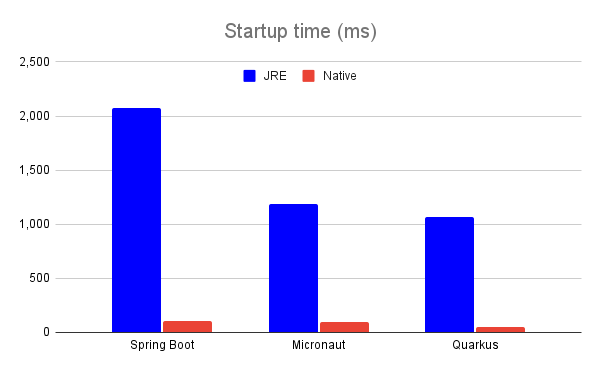 Startup time (ms)
JRE Native
2,500
2,000
1,500
1,000
500
0
Spring Boot Micronaut Quarkus